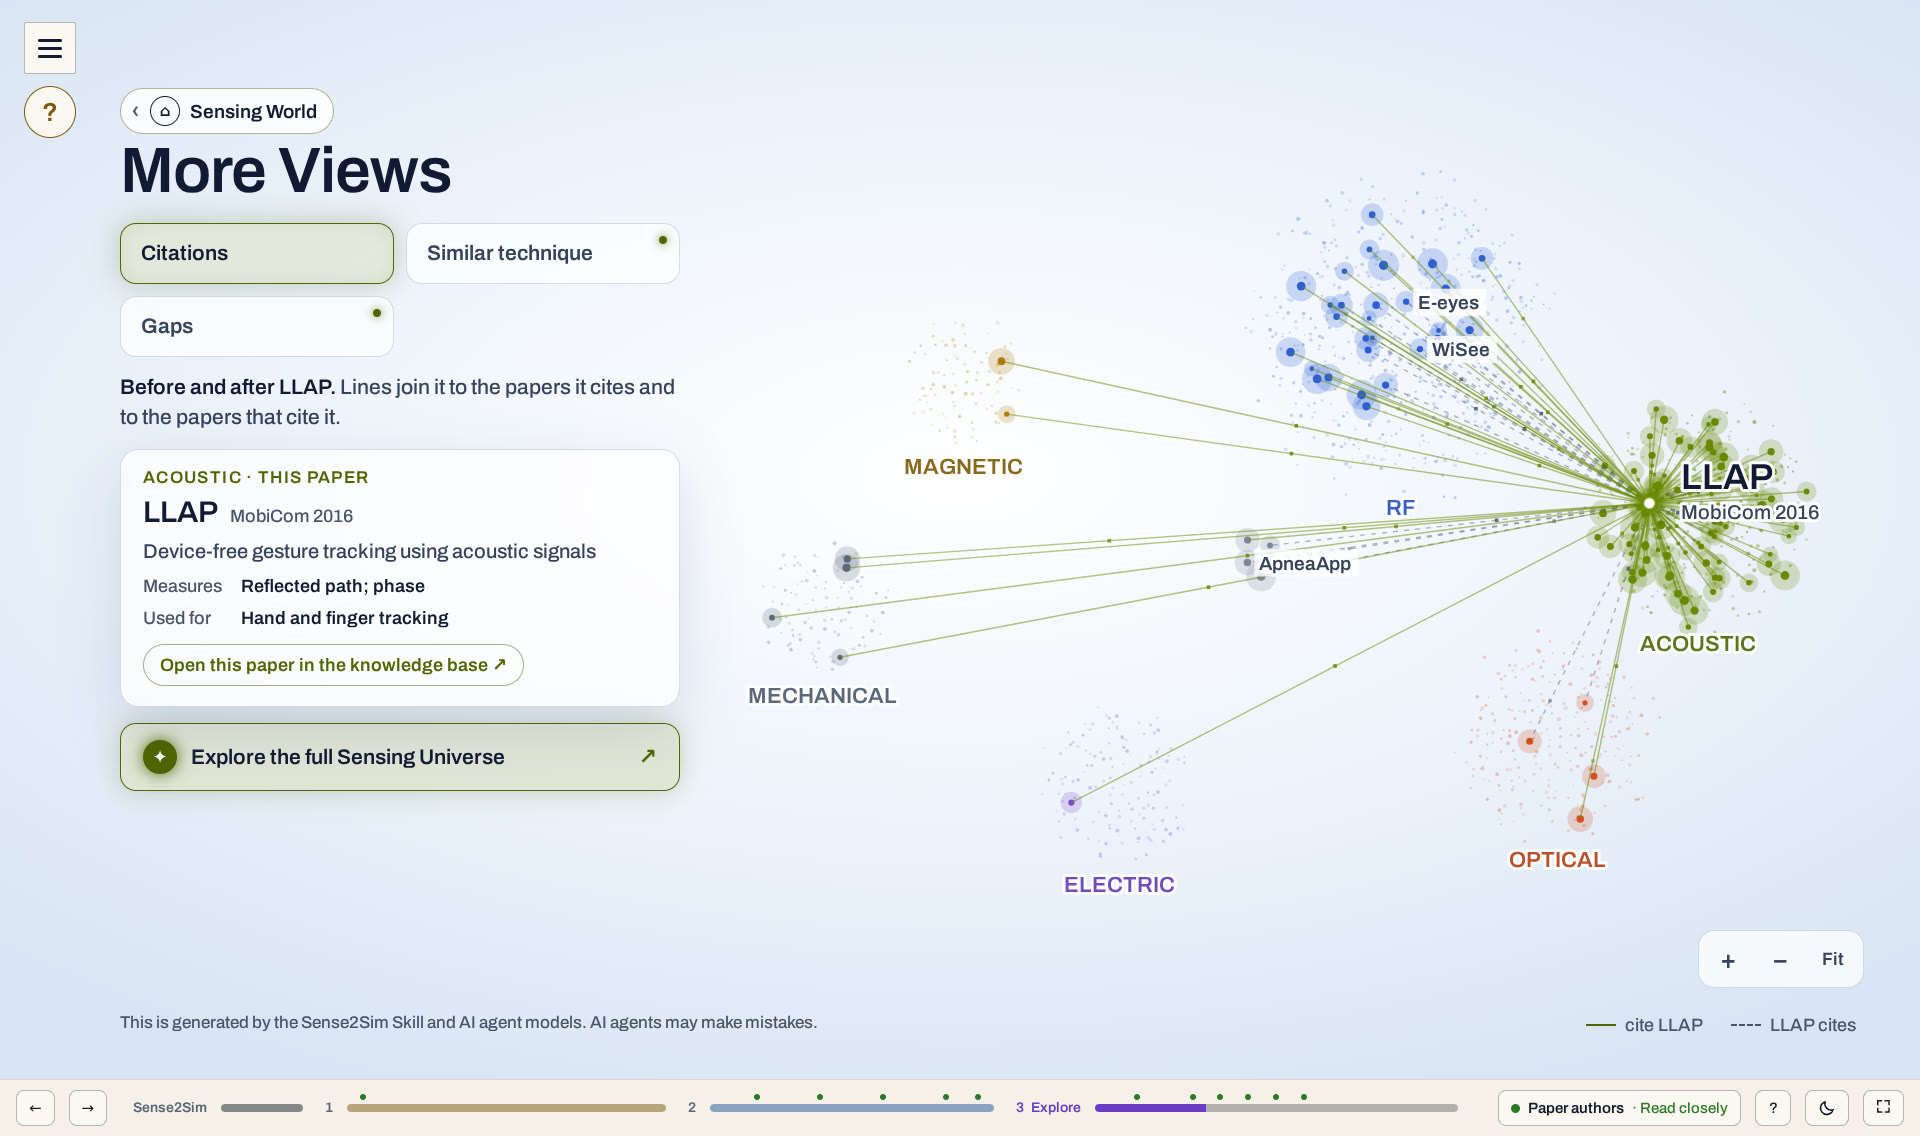 ?
‹ ⌂ Sensing World
More Views
Citations
Similar technique
Gaps
Before and after LLAP. Lines join it to the papers it cites and
to the papers that cite it.
ACOUSTIC · THIS PAPER
LLAP MobiCom 2016
Device-free gesture tracking using acoustic signals
Measures Reflected path; phase
Used for Hand and finger tracking
Open this paper in the knowledge base ↗
Explore the full Sensing Universe ↗
E-eyes
WiSee
MAGNETIC
LLAP
MobiCom 2016
RF
ApneaApp
ACOUSTIC
MECHANICAL
OPTICAL
ELECTRIC
+ − Fit
This is generated by the Sense2Sim Skill and AI agent models. AI agents may make mistakes.
cite LLAP LLAP cites
← → Sense2Sim 1 2 3 Explore Paper authors · Read closely ?